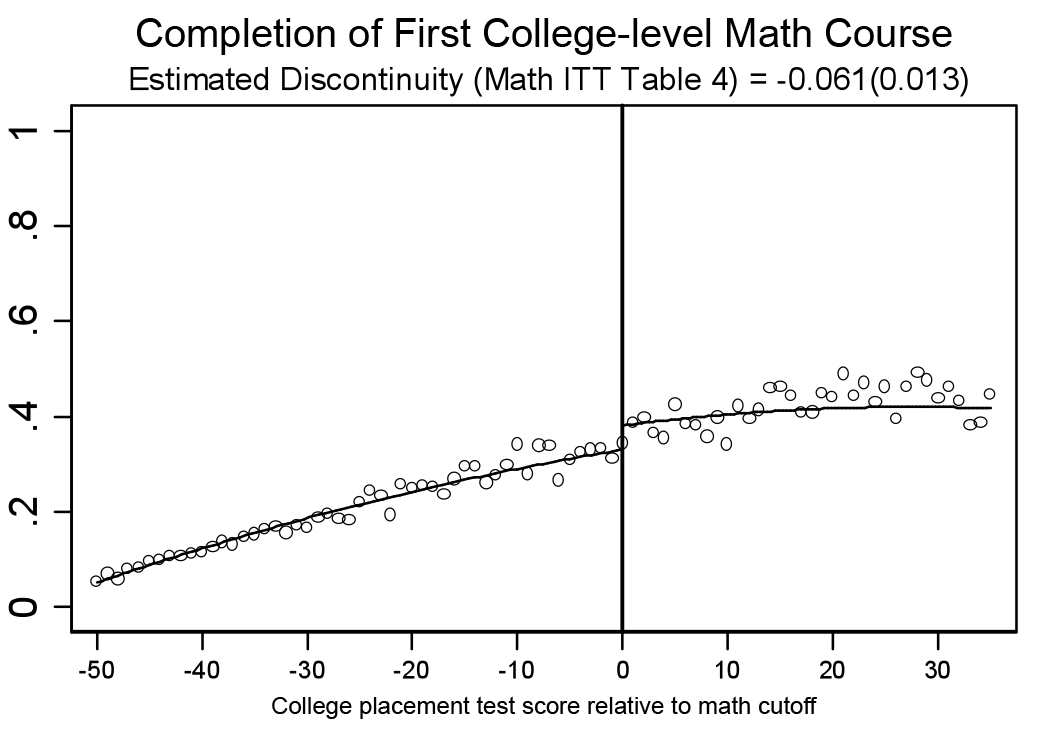 Completion of First College-level Math Course
Estimated Discontinuity (Math ITT Table 4) = -0.061(0.013)
1
.8
.6
.4
.2
0
-50 -40 -30 -20 -10 0 10 20 30
College placement test score relative to math cutoff